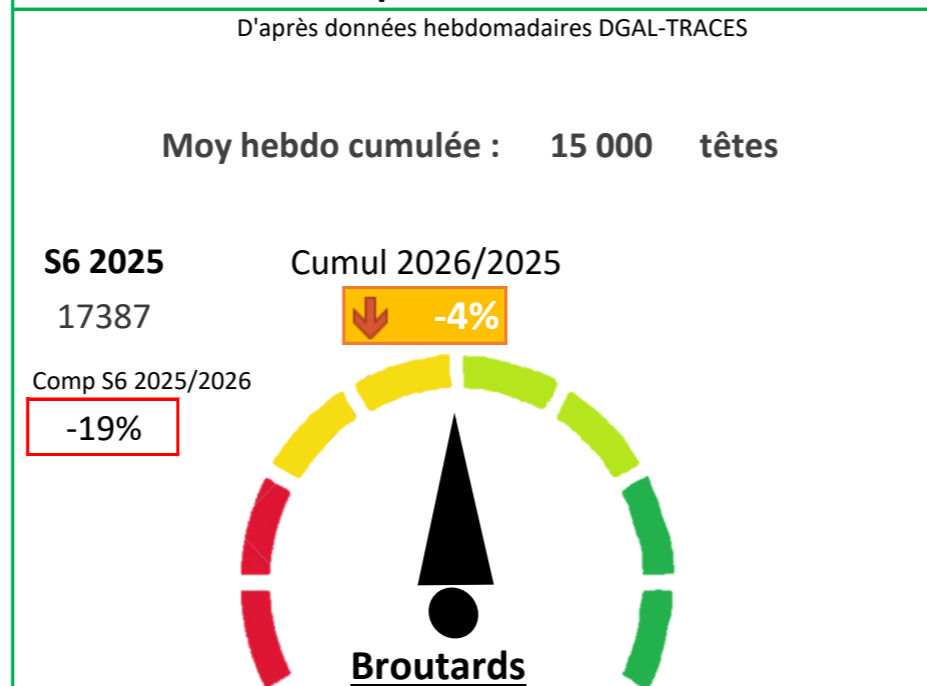 D'après données hebdomadaires DGAL-TRACES
Moy hebdo cumulée : 15 000 têtes
S6 2025 Cumul 2026/2025
17387 -4%
Comp S6 2025/2026
-19%
Broutards